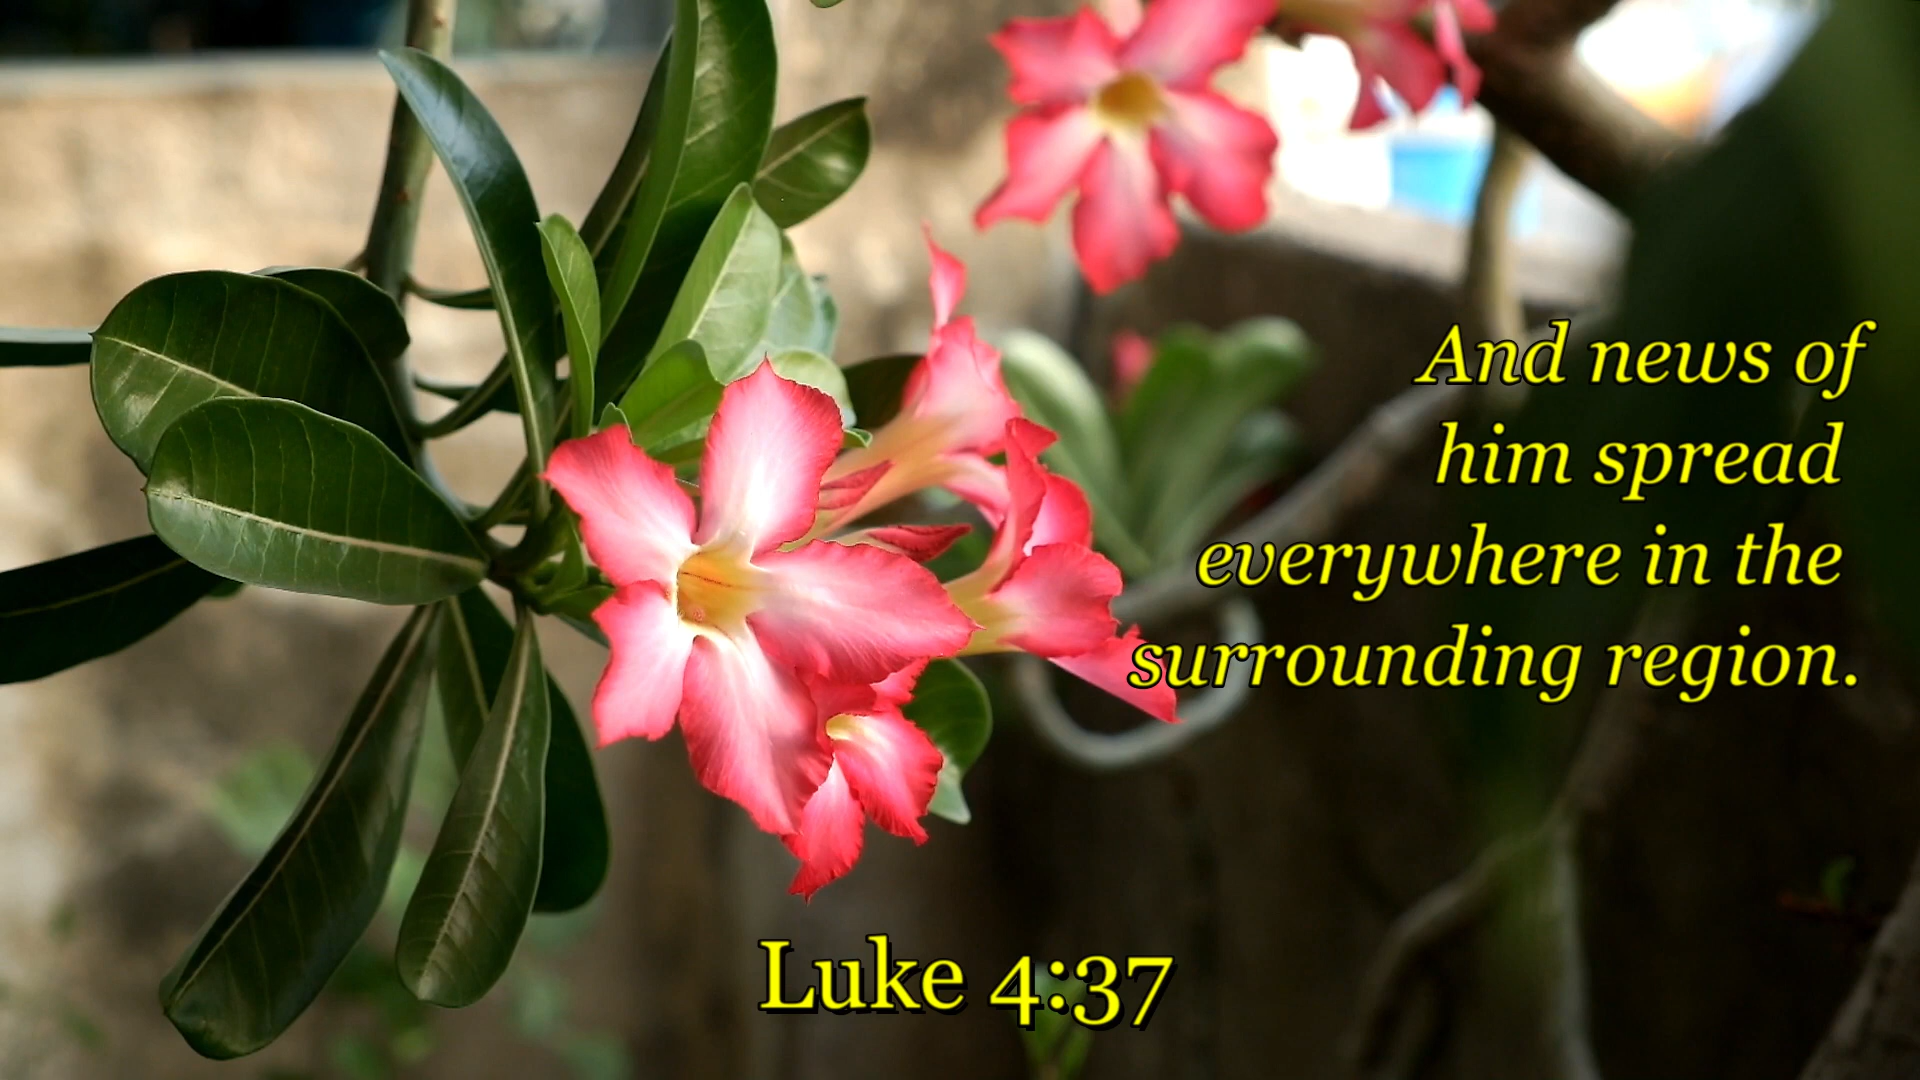 And news of
him spread
everywhere in the
surrounding region.
Luke 4:37